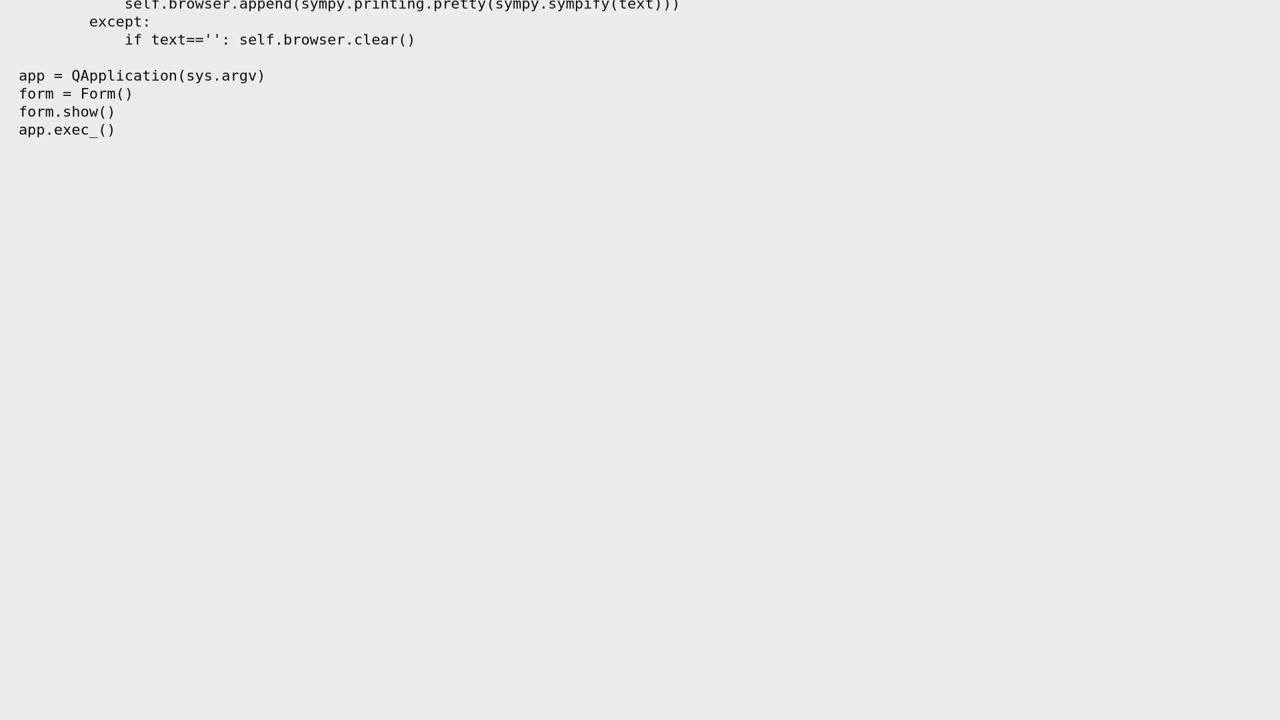 self.browser.append(sympy.printing.pretty(sympy.sympify(text)))
        except:
            if text=='': self.browser.clear()

app = QApplication(sys.argv)
form = Form()
form.show()
app.exec_()